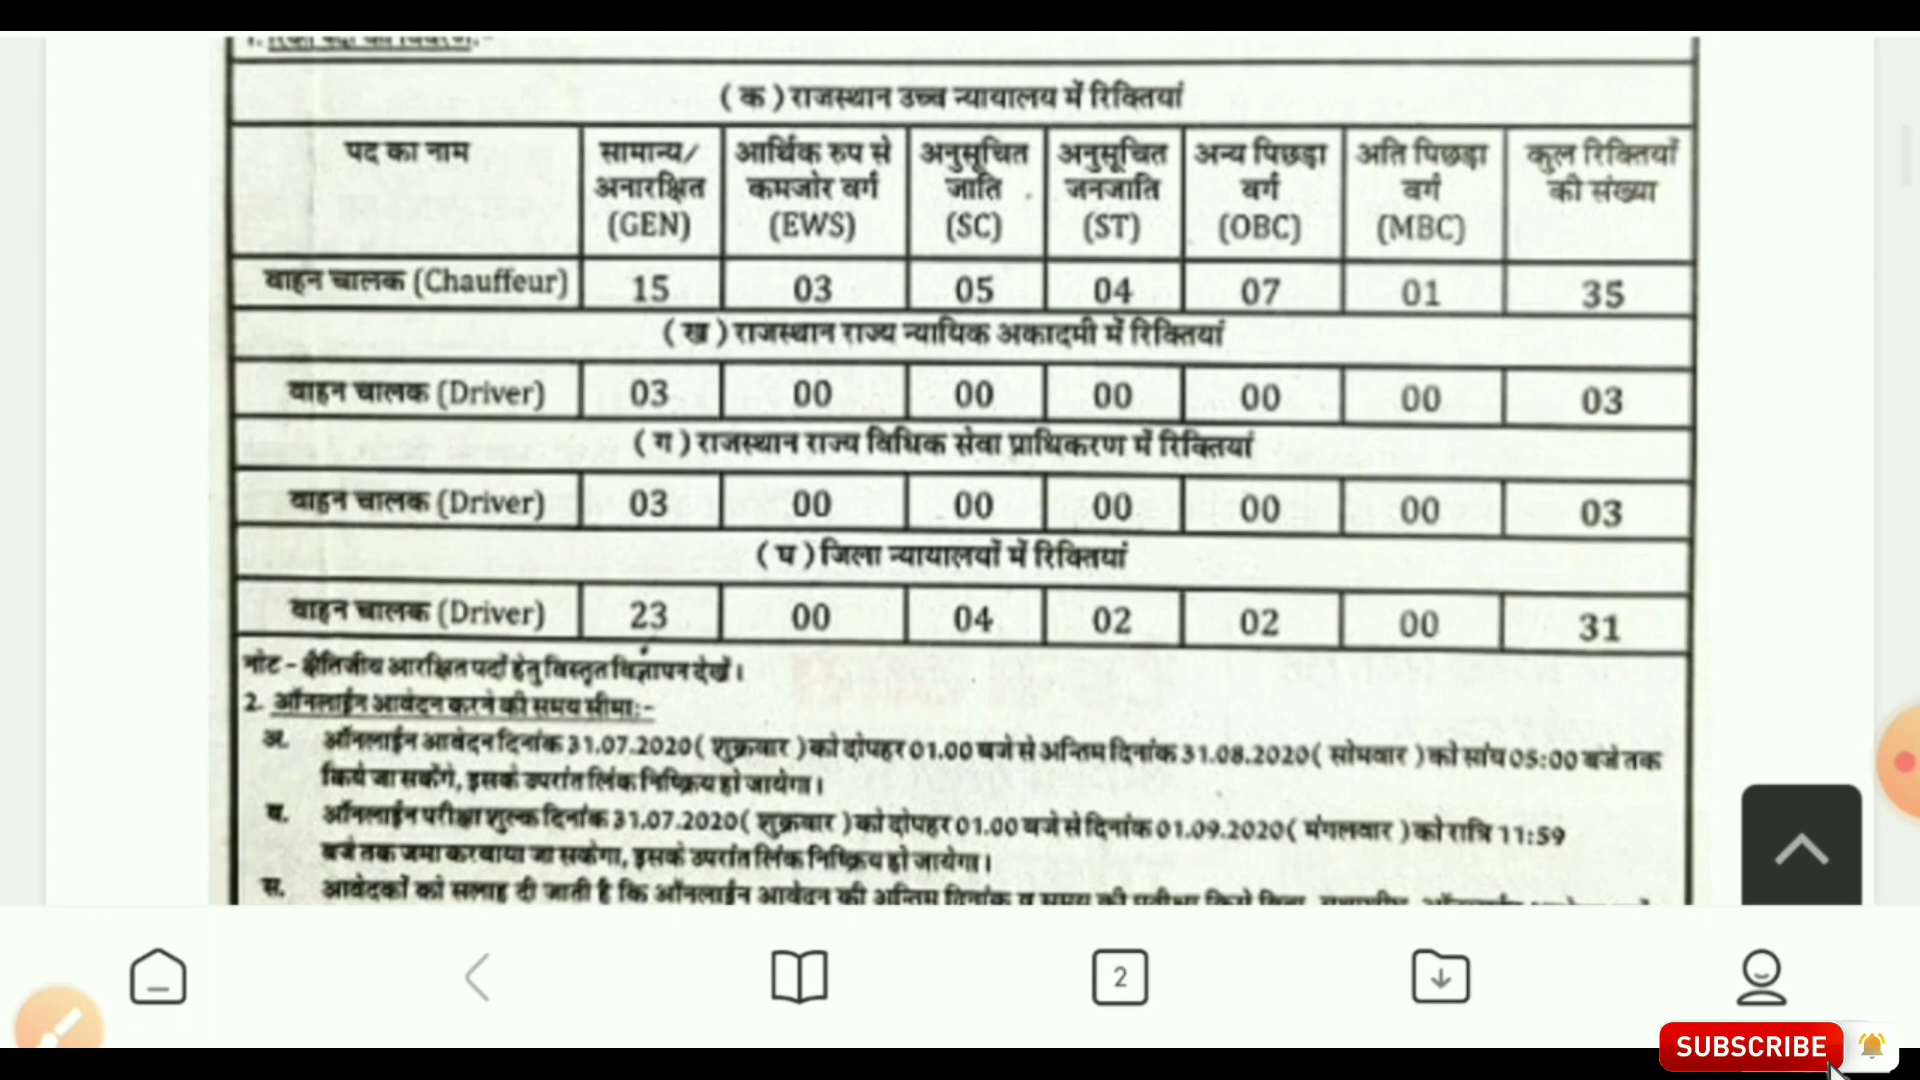 ( क ) राजस्थान उच्च न्यायालय में रिक्तियां
पद का नाम सामान्य/ अनारक्षित (GEN) आर्थिक रुप से कमजोर वर्ग (EWS) अनुसूचित जाति (SC) अनुसूचित जनजाति (ST) अन्य पिछड़ा वर्ग (OBC) अति पिछड़ा वर्ग (MBC) कुल रिक्तियों की संख्या
वाहन चालक (Chauffeur) 15 03 05 04 07 01 35
( ख ) राजस्थान राज्य न्यायिक अकादमी में रिक्तियां
वाहन चालक (Driver) 03 00 00 00 00 00 03
( ग ) राजस्थान राज्य विधिक सेवा प्राधिकरण में रिक्तियां
वाहन चालक (Driver) 03 00 00 00 00 00 03
( घ ) जिला न्यायालयों में रिक्तियां
वाहन चालक (Driver) 23 00 04 02 02 00 31
नोट - क्षैतिजीय आरक्षित पदों हेतु विस्तृत विज्ञापन देखें।
2. ऑनलाईन आवेदन करने की समय सीमा:-
अ. ऑनलाईन आवेदन दिनांक 31.07.2020 ( शुक्रवार ) को दोपहर 01.00 बजे से अन्तिम दिनांक 31.08.2020 ( सोमवार ) को सांय 05:00 बजे तक
किये जा सकेंगे, इसके उपरांत लिंक निष्क्रिय हो जायेगा।
ब. ऑनलाईन परीक्षा शुल्क दिनांक 31.07.2020 ( शुक्रवार ) को दोपहर 01.00 बजे से दिनांक 01.09.2020 ( मंगलवार ) को रात्रि 11:59
बजे तक जमा करवाया जा सकेगा, इसके उपरांत लिंक निष्क्रिय हो जायेगा।
स. आवेदकों को सलाह दी जाती है कि ऑनलाईन आवेदन की अन्तिम दिनांक व समय की
2
SUBSCRIBE